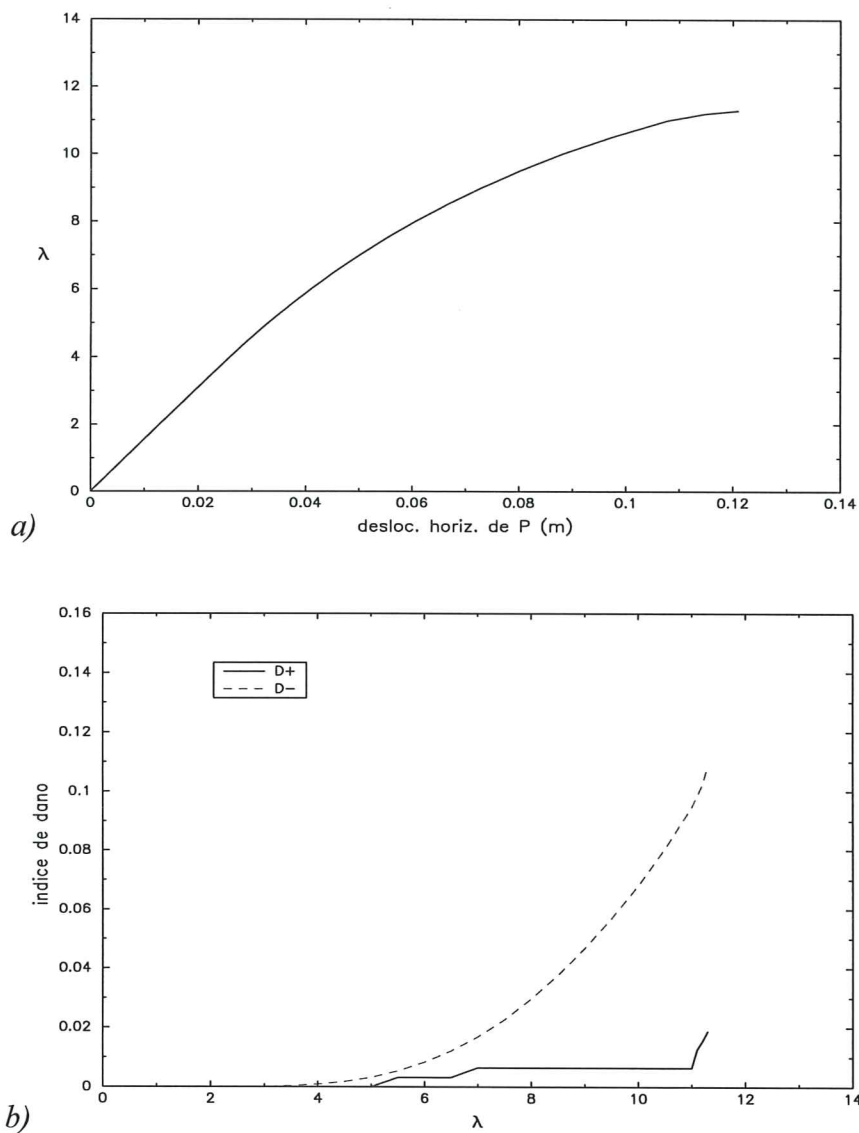 14
12
10
8
λ
6
4
2
0
0 0.02 0.04 0.06 0.08 0.1 0.12 0.14
desloc. horiz. de P (m)
a)
0.16
0.14
D+
D-
0.12
0.1
indice de dano
0.08
0.06
0.04
0.02
0
0 2 4 6 8 10 12 14
λ
b)